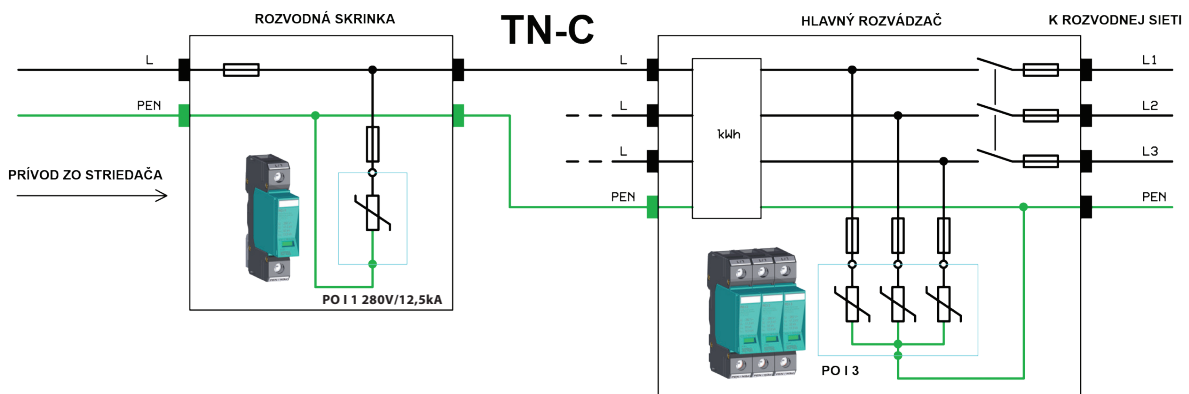 ROZVODNÁ SKRINKA
TN-C
HLAVNÝ ROZVÁDZAČ
K ROZVODNEJ SIETI
L
L
L1
PEN
L
L2
kWh
L
L3
PRÍVOD ZO STRIEDAČA
PEN
PEN
PO I 1 280V/12,5kA
PO I 3